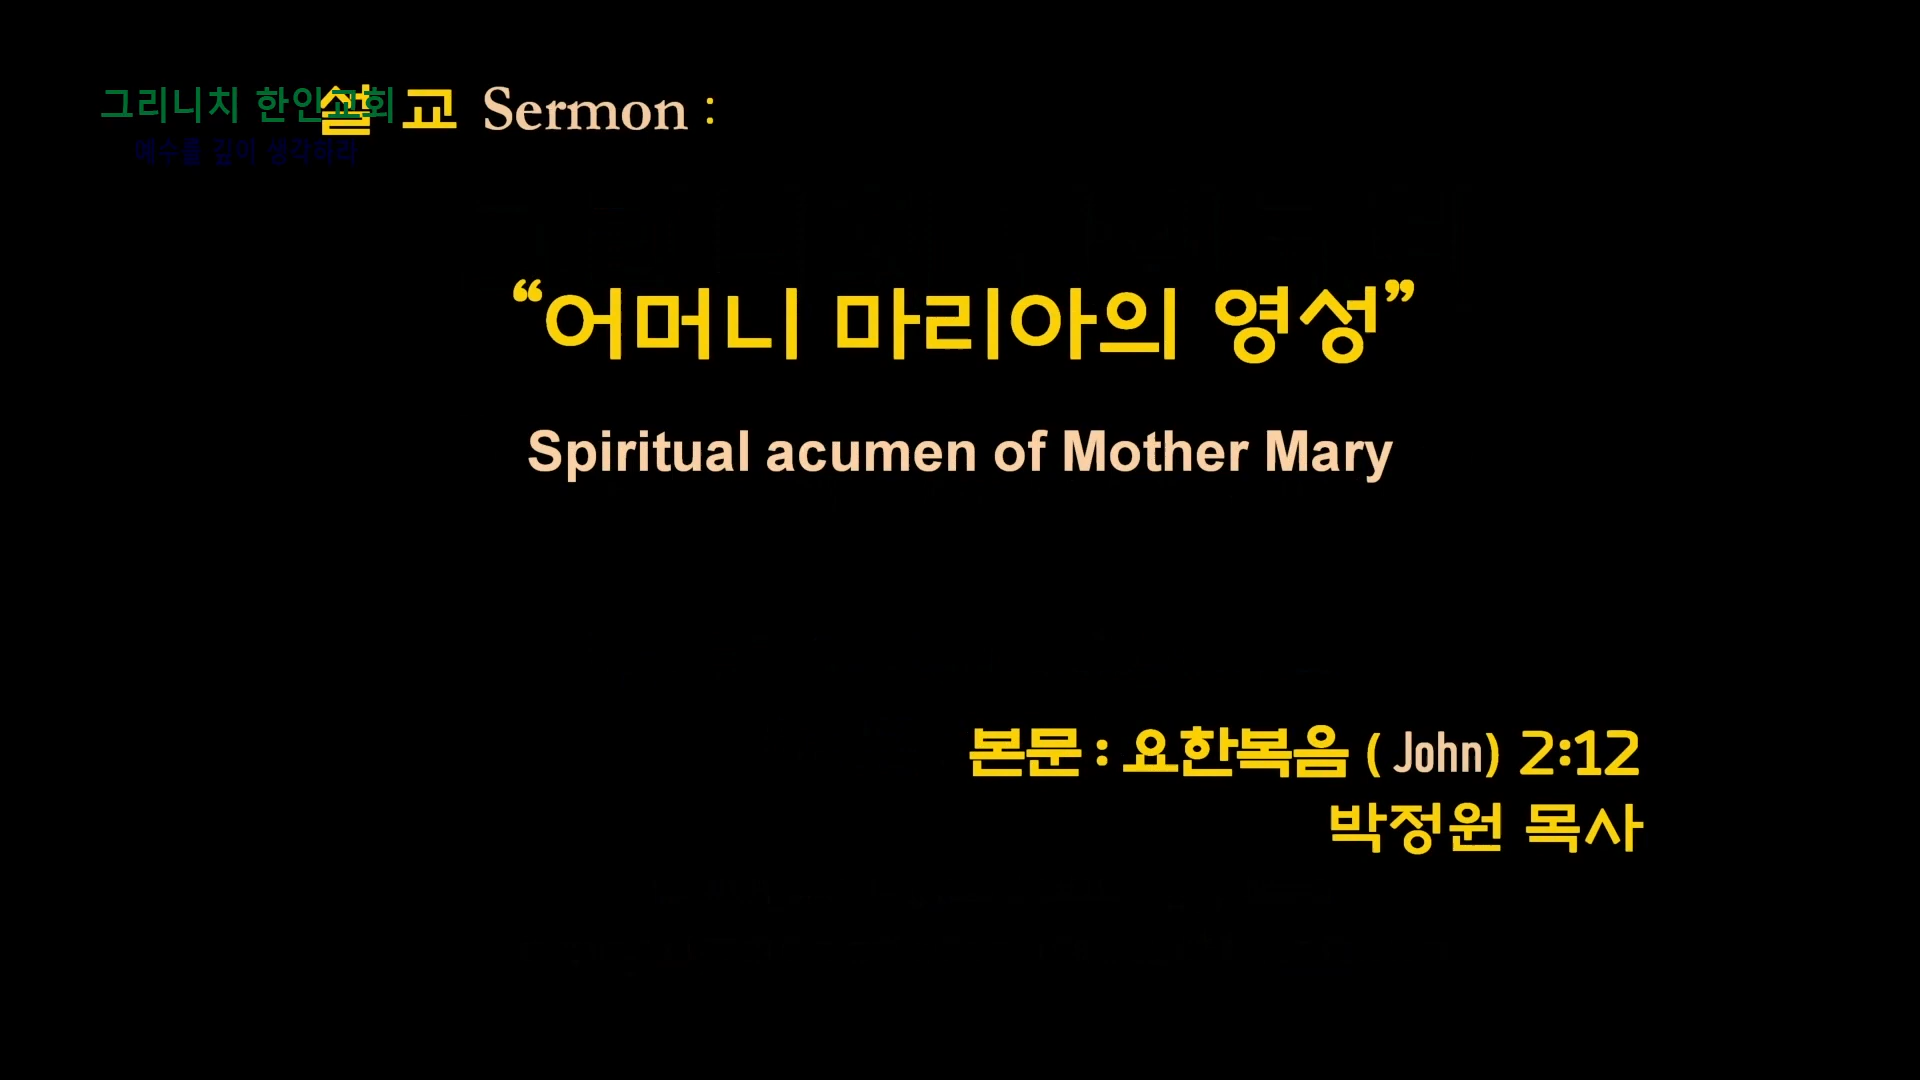 그리니치 한인교회
설 교 Sermon :
예수를 깊이 생각하라
“어머니 마리아의 영성”
Spiritual acumen of Mother Mary
본문 : 요한복음 ( John) 2:12
박정원 목사